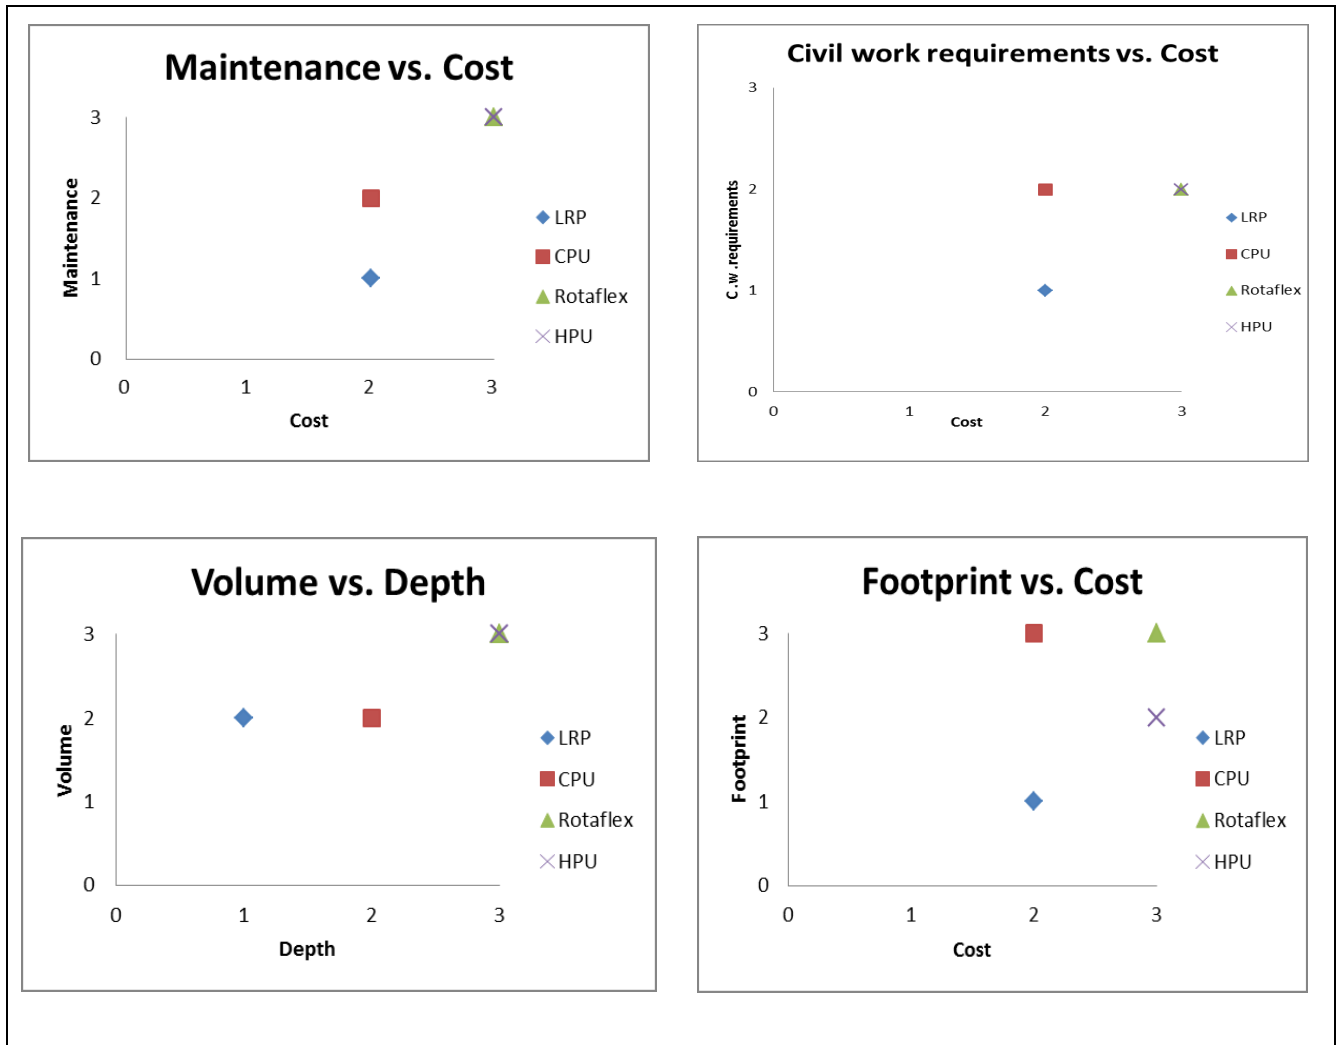 Maintenance vs. Cost
3
2
1
0
0 1 2 3
Maintenance
Cost
LRP
CPU
Rotaflex
HPU
Civil work requirements vs. Cost
3
2
1
0
0 1 2 3
C.w.requirements
Cost
LRP
CPU
Rotaflex
HPU
Volume vs. Depth
3
2
1
0
0 1 2 3
Volume
Depth
LRP
CPU
Rotaflex
HPU
Footprint vs. Cost
3
2
1
0
0 1 2 3
Footprint
Cost
LRP
CPU
Rotaflex
HPU